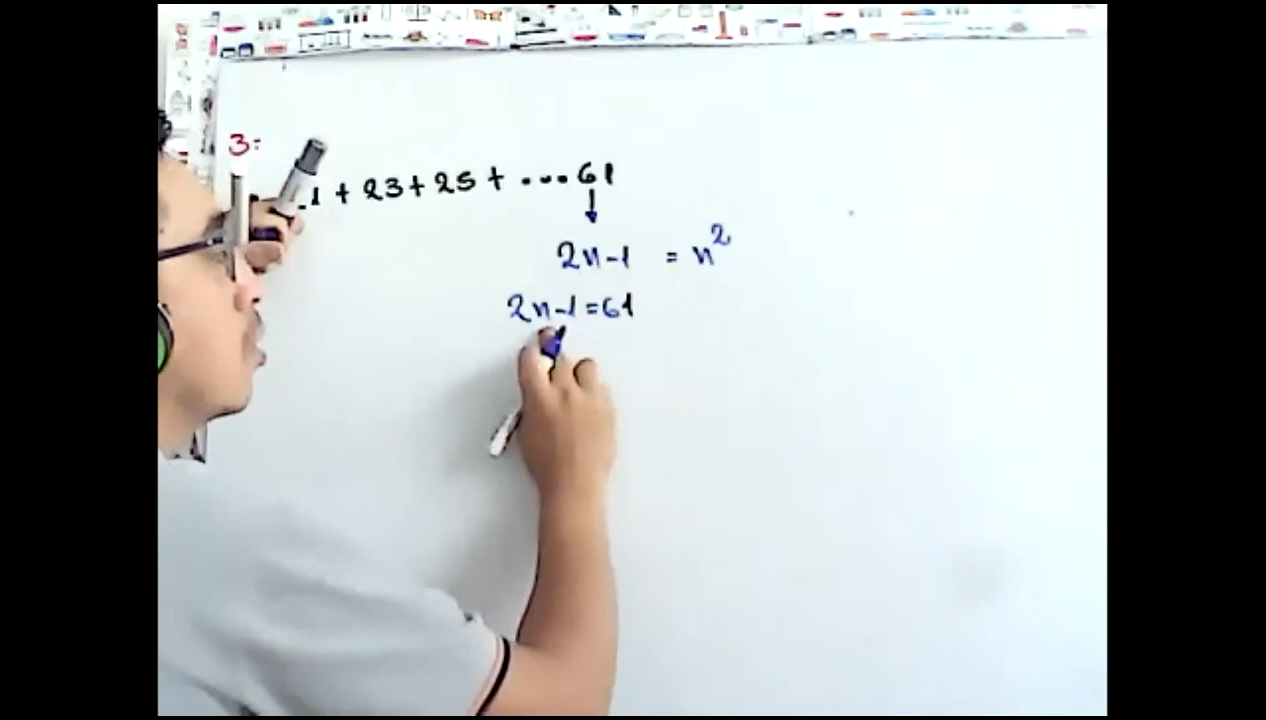 3:
1 + 23 + 25 + ... 61
2n-1 = n²
2n-1 = 61